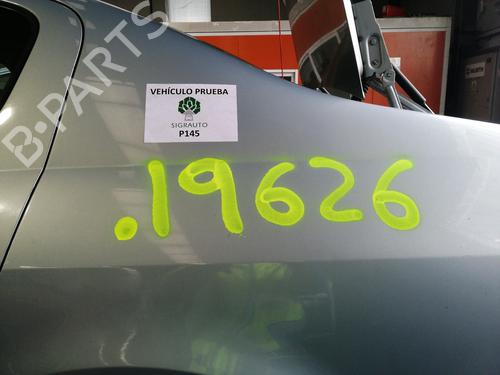 B-PARTS
VEHÍCULO PRUEBA
SIGRAUTO
P145
.19626